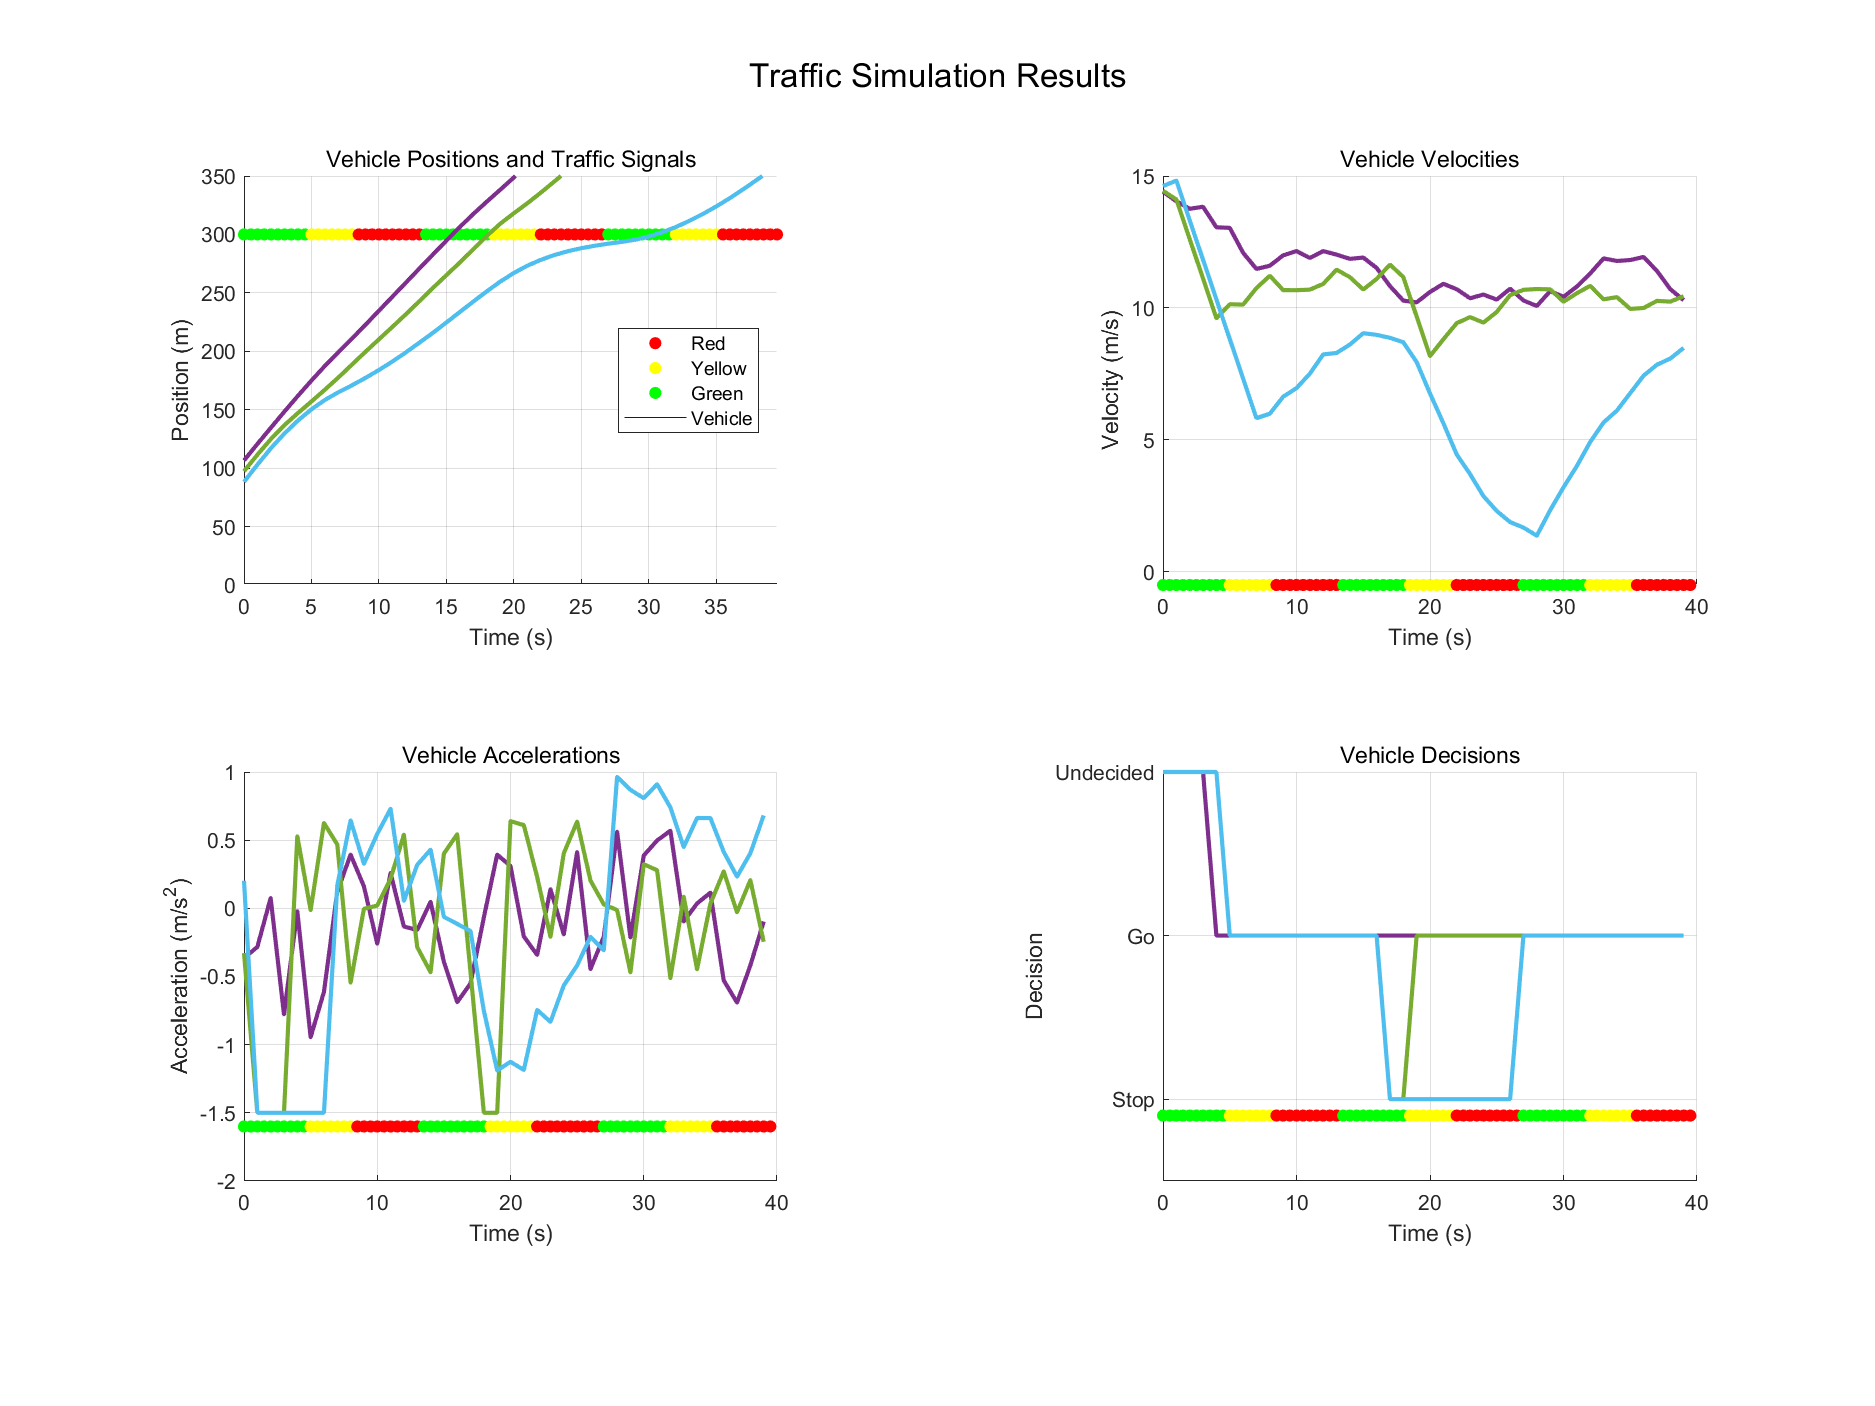 Traffic Simulation Results
Vehicle Positions and Traffic Signals
350
300
250
200
150
100
50
0
Position (m)
Red
Yellow
Green
Vehicle
0 5 10 15 20 25 30 35
Time (s)
Vehicle Velocities
15
10
5
0
Velocity (m/s)
0 10 20 30 40
Time (s)
Vehicle Accelerations
1
0.5
0
-0.5
-1
-1.5
-2
Acceleration (m/s²)
0 10 20 30 40
Time (s)
Vehicle Decisions
Undecided
Go
Stop
Decision
0 10 20 30 40
Time (s)